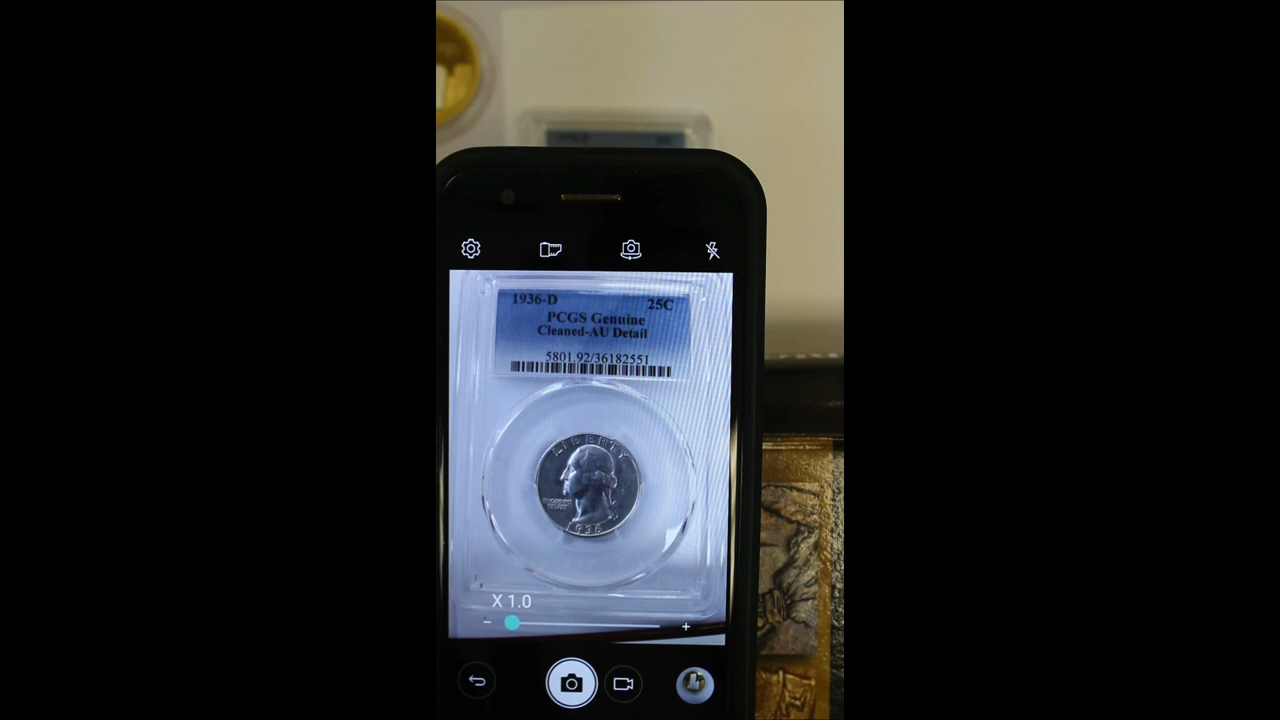 1936-D 25C
PCGS Genuine
Cleaned-AU Detail
5801.92/36182551
LIBERTY
1936
X 1.0